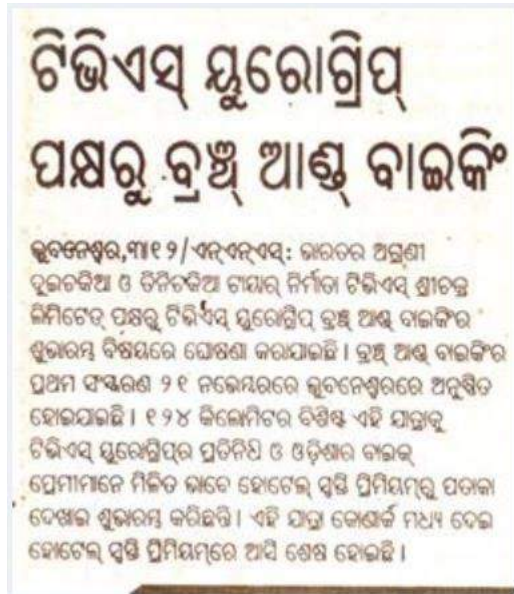 ଟିଭିଏସ୍ ୟୁରୋଗ୍ରିପ୍
ପକ୍ଷରୁ ବ୍ରଞ୍ଚ୍ ଆଣ୍ଡ୍ ବାଇକିଂ
ଭୁବନେଶ୍ୱର,୩।୧୨/ଏନ୍ଏନ୍ଏସ୍: ଭାରତର ଅଗ୍ରଣୀ
ଦୁଇଚକିଆ ଓ ତିନିଚକିଆ ଟାୟାର୍ ନିର୍ମାତା ଟିଭିଏସ୍ ଶ୍ରୀଚକ୍ର
ଲିମିଟେଡ୍ ପକ୍ଷରୁ ଟିଭିଏସ୍ ୟୁରୋଗ୍ରିପ୍ ବ୍ରଞ୍ଚ୍ ଆଣ୍ଡ୍ ବାଇକିଂର
ଶୁଭାରମ୍ଭ ବିଷୟରେ ଘୋଷଣା କରାଯାଇଛି । ବ୍ରଞ୍ଚ୍ ଆଣ୍ଡ୍ ବାଇକିଂର
ପ୍ରଥମ ସଂସ୍କରଣ ୨୧ ନଭେମ୍ବରରେ ଭୁବନେଶ୍ୱରରେ ଅନୁଷ୍ଠିତ
ହୋଇଯାଇଛି । ୧୨୪ କିଲୋମିଟର ବିଶିଷ୍ଟ ଏହି ଯାତ୍ରାକୁ
ଟିଭିଏସ୍ ୟୁରୋଗ୍ରିପ୍‌ର ପ୍ରତିନିଧି ଓ ଓଡ଼ିଶାର ବାଇକ୍
ପ୍ରେମୀମାନେ ମିଳିତ ଭାବେ ହୋଟେଲ୍ ସ୍ୱସ୍ତି ପ୍ରିମିୟମ୍‌ରୁ ପତାକା
ଦେଖାଇ ଶୁଭାରମ୍ଭ କରିଛନ୍ତି । ଏହି ଯାତ୍ରା କୋଣାର୍କ ମଧ୍ୟ ଦେଇ
ହୋଟେଲ୍ ସ୍ୱସ୍ତି ପ୍ରିମିୟମ୍‌ରେ ଆସି ଶେଷ ହୋଇଛି ।